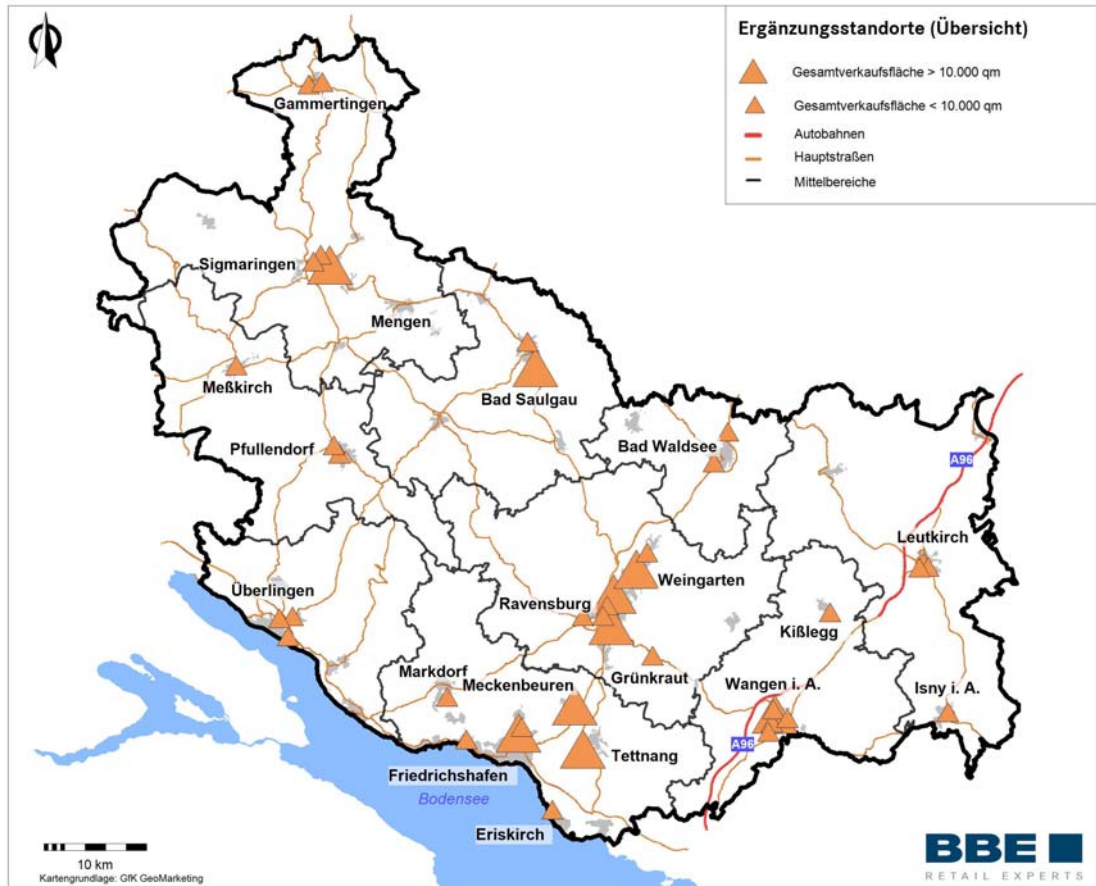 Ergänzungsstandorte (Übersicht)
Gesamtverkaufsfläche > 10.000 qm
Gesamtverkaufsfläche < 10.000 qm
Autobahnen
Hauptstraßen
Mittelbereiche
Gammertingen
Sigmaringen
Mengen
Meßkirch
Bad Saulgau
Pfullendorf
Bad Waldsee
A96
Leutkirch
Weingarten
Überlingen
Ravensburg
Kißlegg
Markdorf
Grünkraut
Meckenbeuren
Wangen i. A.
Isny i. A.
A96
Tettnang
Friedrichshafen
Bodensee
Eriskirch
10 km
Kartengrundlage: GfK GeoMarketing
BBE
RETAIL EXPERTS